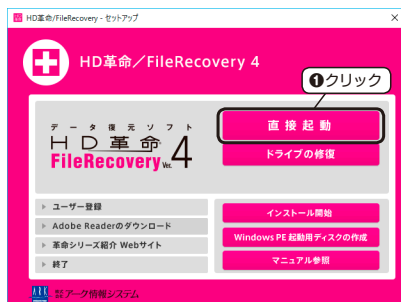 HD革命/FileRecovery - セットアップ
HD革命／FileRecovery 4
❶クリック
データ復元ソフト
HD革命
FileRecovery Ver.4
直接起動
ドライブの修復
ユーザー登録
Adobe Readerのダウンロード
革命シリーズ紹介 Webサイト
終了
インストール開始
Windows PE 起動用ディスクの作成
マニュアル参照
株式会社アーク情報システム